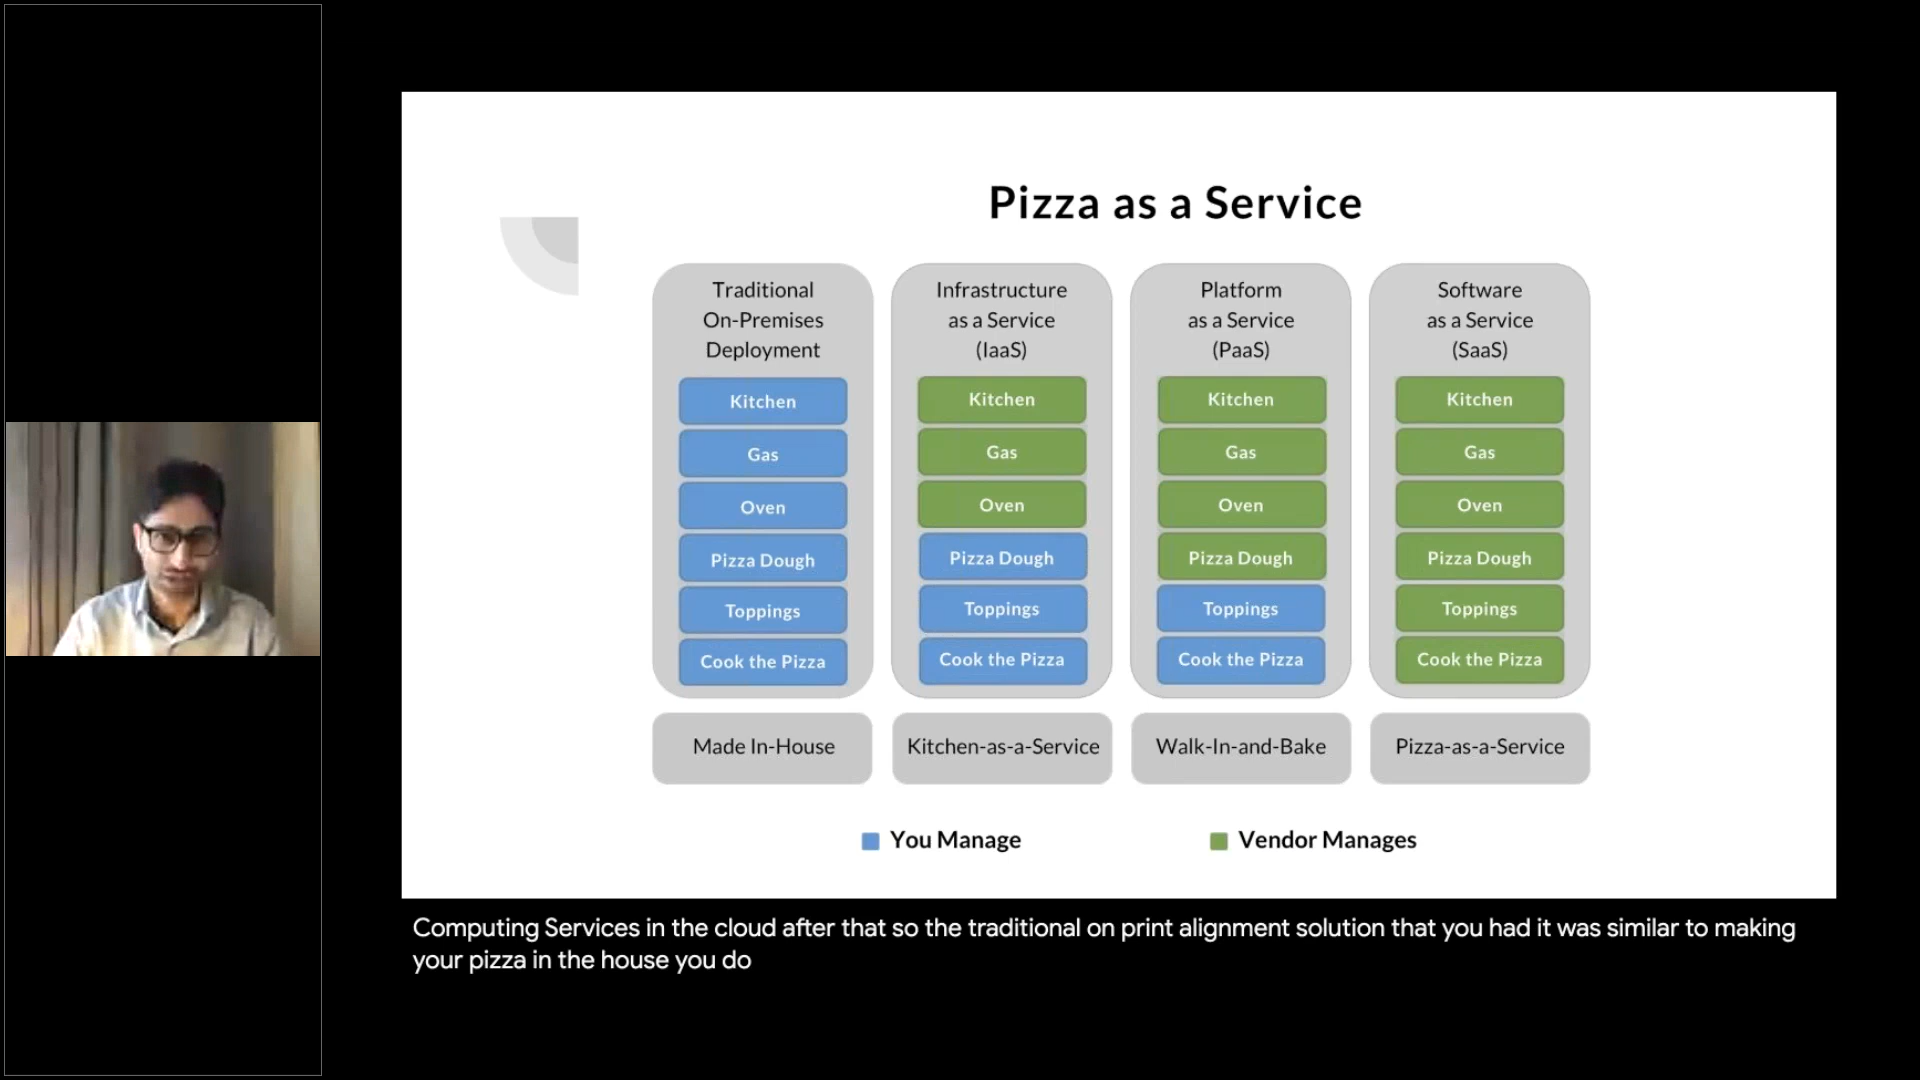 Pizza as a Service
Traditional
On-Premises
Deployment
Kitchen
Gas
Oven
Pizza Dough
Toppings
Cook the Pizza
Made In-House
Infrastructure
as a Service
(IaaS)
Kitchen
Gas
Oven
Pizza Dough
Toppings
Cook the Pizza
Kitchen-as-a-Service
Platform
as a Service
(PaaS)
Kitchen
Gas
Oven
Pizza Dough
Toppings
Cook the Pizza
Walk-In-and-Bake
Software
as a Service
(SaaS)
Kitchen
Gas
Oven
Pizza Dough
Toppings
Cook the Pizza
Pizza-as-a-Service
You Manage
Vendor Manages
Computing Services in the cloud after that so the traditional on print alignment solution that you had it was similar to making
your pizza in the house you do